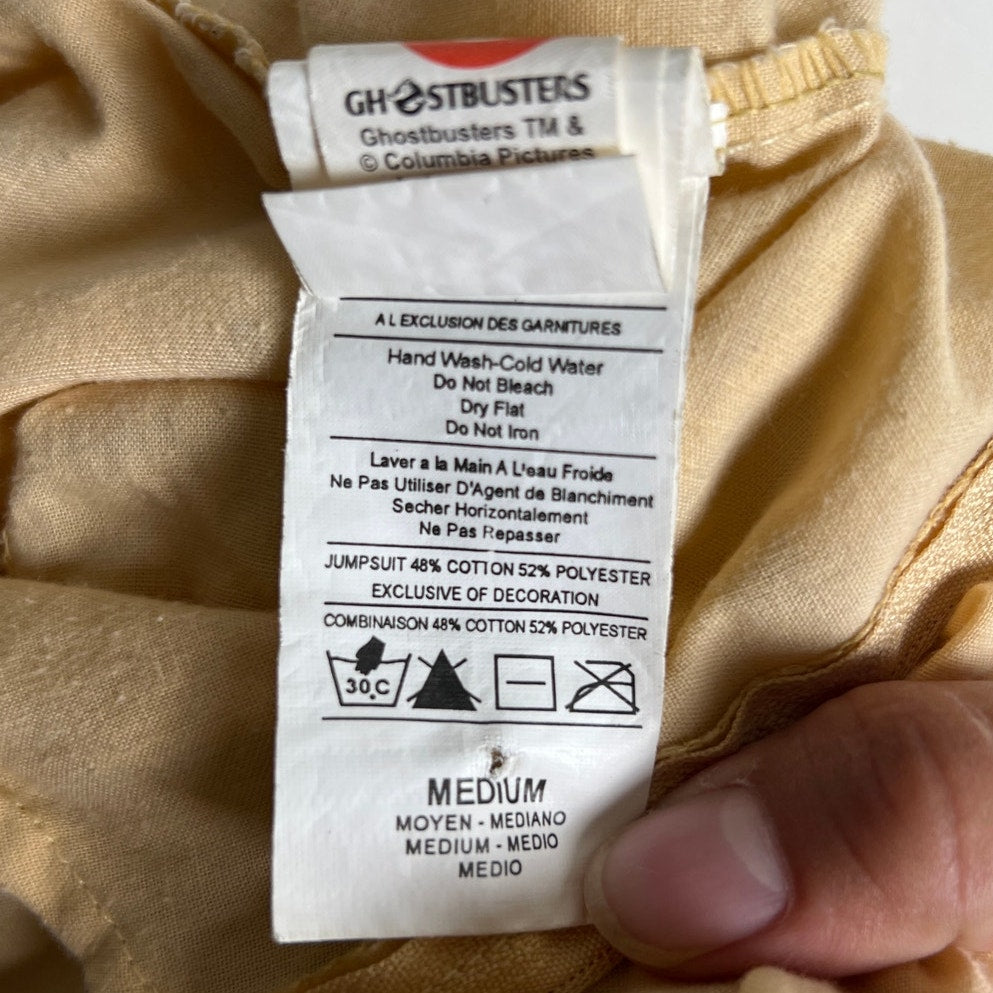 GHOSTBUSTERS
Ghostbusters TM &
© Columbia Pictures
A L EXCLUSION DES GARNITURES
Hand Wash-Cold Water
Do Not Bleach
Dry Flat
Do Not Iron
Laver a la Main A L'eau Froide
Ne Pas Utiliser D'Agent de Blanchiment
Secher Horizontalement
Ne Pas Repasser
JUMPSUIT 48% COTTON 52% POLYESTER
EXCLUSIVE OF DECORATION
COMBINAISON 48% COTTON 52% POLYESTER
30.C
MEDIUM
MOYEN - MEDIANO
MEDIUM - MEDIO
MEDIO